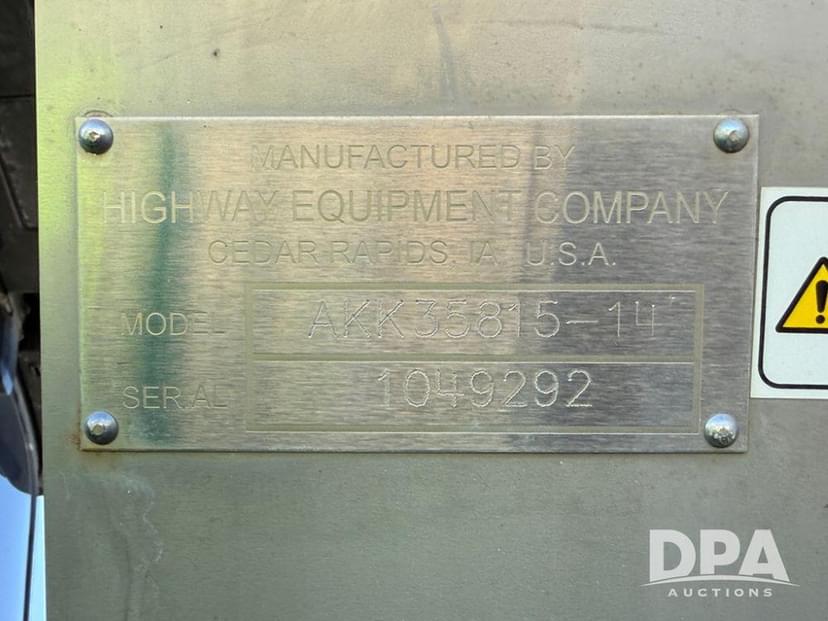 MANUFACTURED BY
HIGHWAY EQUIPMENT COMPANY
CEDAR RAPIDS, IA. U.S.A.
MODEL AKK35815-14
SERIAL 1049292
DPA
AUCTIONS